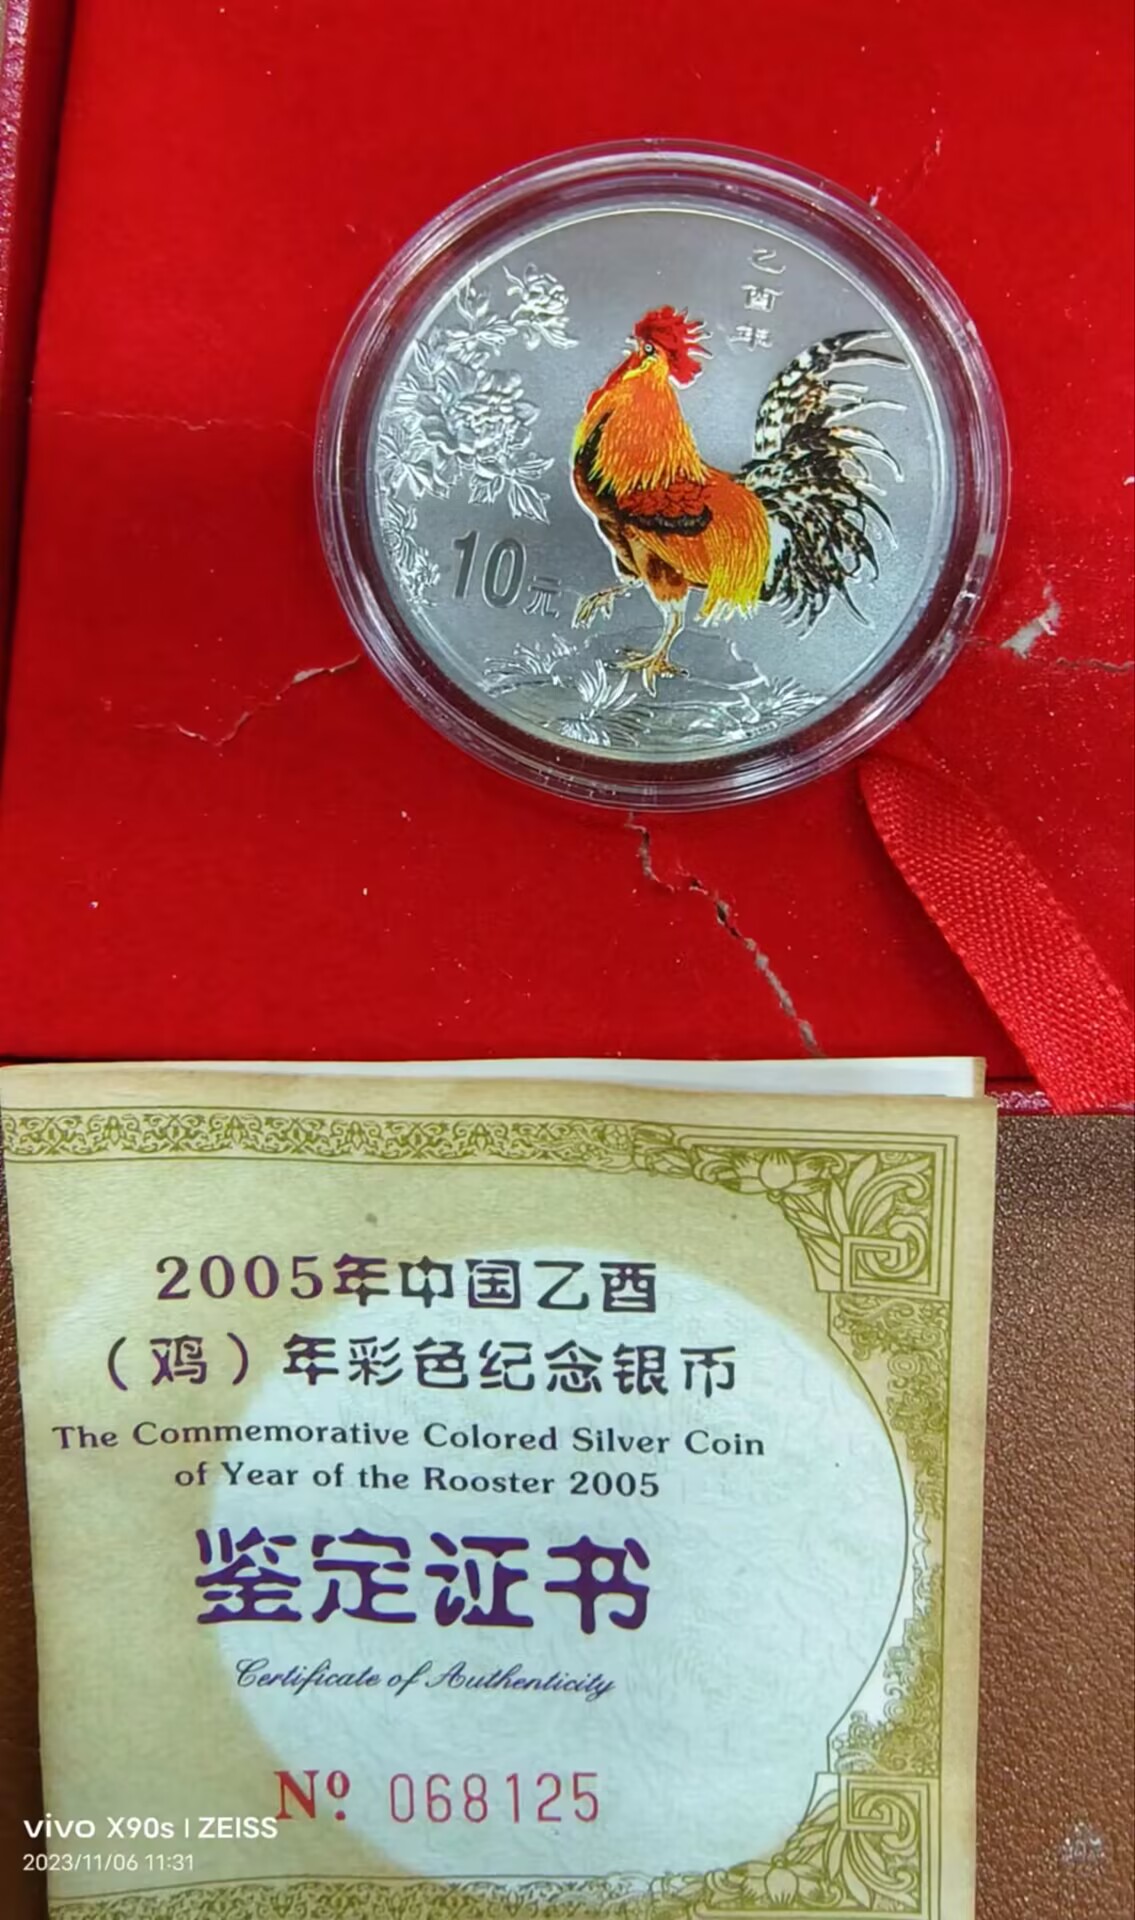 乙
酉
年
10元
2005年中国乙酉
（鸡）年彩色纪念银币
The Commemorative Colored Silver Coin
of Year of the Rooster 2005
鉴定证书
Certificate of Authenticity
Nº 068125
vivo X90s | ZEISS
2023/11/06 11:31